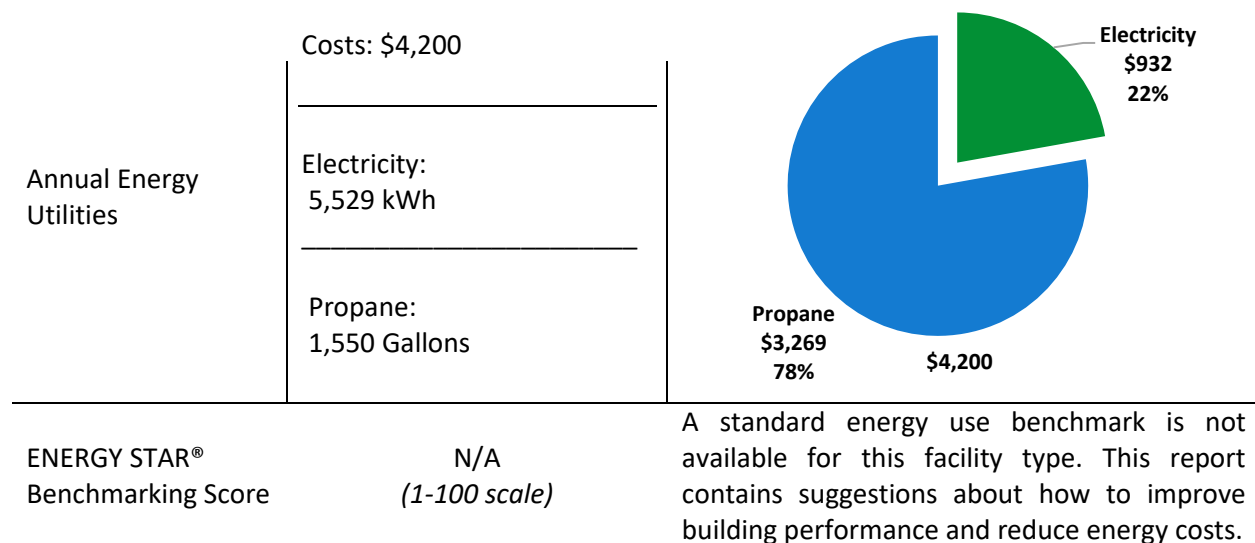 Costs: $4,200
Annual Energy
Utilities
Electricity:
5,529 kWh
Propane:
1,550 Gallons
Electricity
$932
22%
Propane
$3,269
78%
$4,200
ENERGY STAR®
Benchmarking Score
N/A
(1-100 scale)
A standard energy use benchmark is not
available for this facility type. This report
contains suggestions about how to improve
building performance and reduce energy costs.